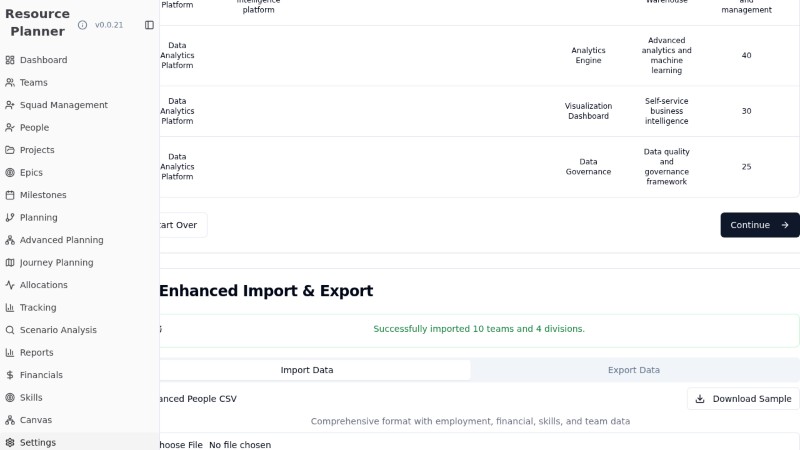 Resource
Planner
v0.0.21
Dashboard
Teams
Squad Management
People
Projects
Epics
Milestones
Planning
Advanced Planning
Journey Planning
Allocations
Tracking
Scenario Analysis
Reports
Financials
Skills
Canvas
Settings
Platform
platform
management
Data
Analytics
Platform
Analytics
Engine
Advanced
analytics and
machine
learning
40
Data
Analytics
Platform
Visualization
Dashboard
Self-service
business
intelligence
30
Data
Analytics
Platform
Data
Governance
Data quality
and
governance
framework
25
art Over
Continue
Enhanced Import & Export
Successfully imported 10 teams and 4 divisions.
Import Data
Export Data
anced People CSV
Download Sample
Comprehensive format with employment, financial, skills, and team data
hoose File No file chosen